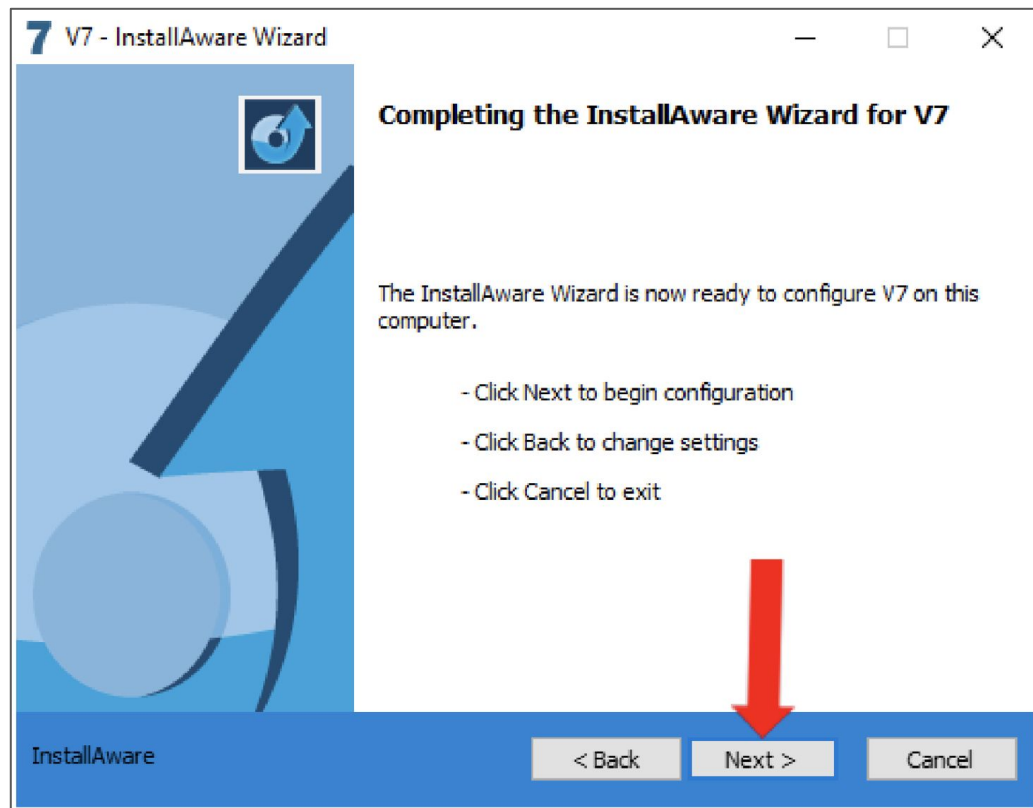 7 V7 - InstallAware Wizard
Completing the InstallAware Wizard for V7
The InstallAware Wizard is now ready to configure V7 on this
computer.
- Click Next to begin configuration
- Click Back to change settings
- Click Cancel to exit
InstallAware
< Back
Next >
Cancel